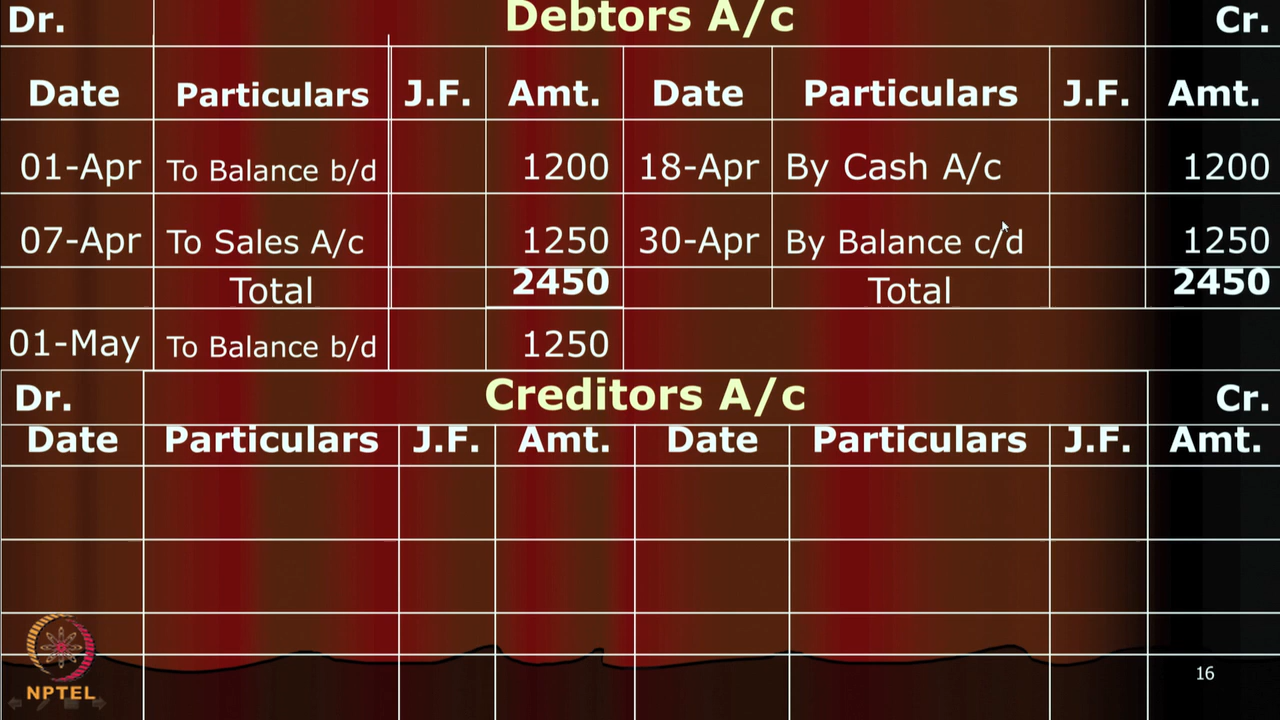 Dr. Debtors A/c Cr.
Date Particulars J.F. Amt. Date Particulars J.F. Amt.
01-Apr To Balance b/d 1200 18-Apr By Cash A/c 1200
07-Apr To Sales A/c 1250 30-Apr By Balance c/d 1250
Total 2450 Total 2450
01-May To Balance b/d 1250
Dr. Creditors A/c Cr.
Date Particulars J.F. Amt. Date Particulars J.F. Amt.
16
NPTEL